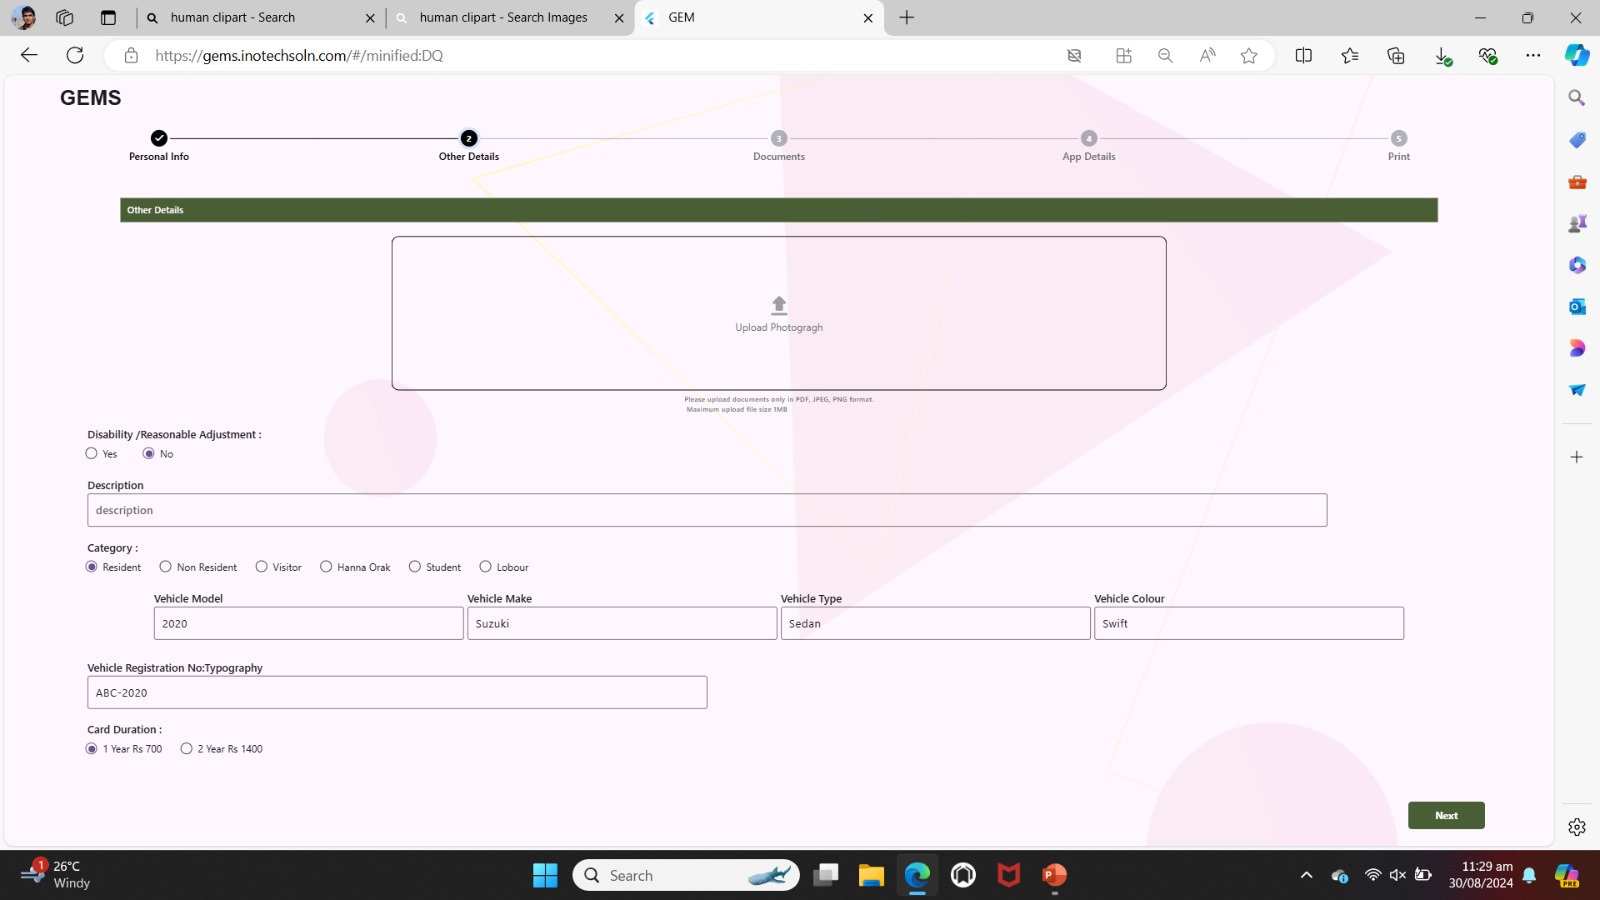 human clipart - Search
human clipart - Search Images
GEM
https://gems.inotechsoln.com/#/minified:DQ
GEMS
2
3
4
5
Personal Info
Other Details
Documents
App Details
Print
Other Details
Upload Photogragh
Please upload documents only in PDF, JPEG, PNG format.
Maximum upload file size 1MB
Disability /Reasonable Adjustment :
Yes
No
Description
description
Category :
Resident
Non Resident
Visitor
Hanna Orak
Student
Lobour
Vehicle Model
Vehicle Make
Vehicle Type
Vehicle Colour
2020
Suzuki
Sedan
Swift
Vehicle Registration No:Typography
ABC-2020
Card Duration :
1 Year Rs 700
2 Year Rs 1400
Next
1
26°C
Windy
Search
11:29 am
30/08/2024
PRE